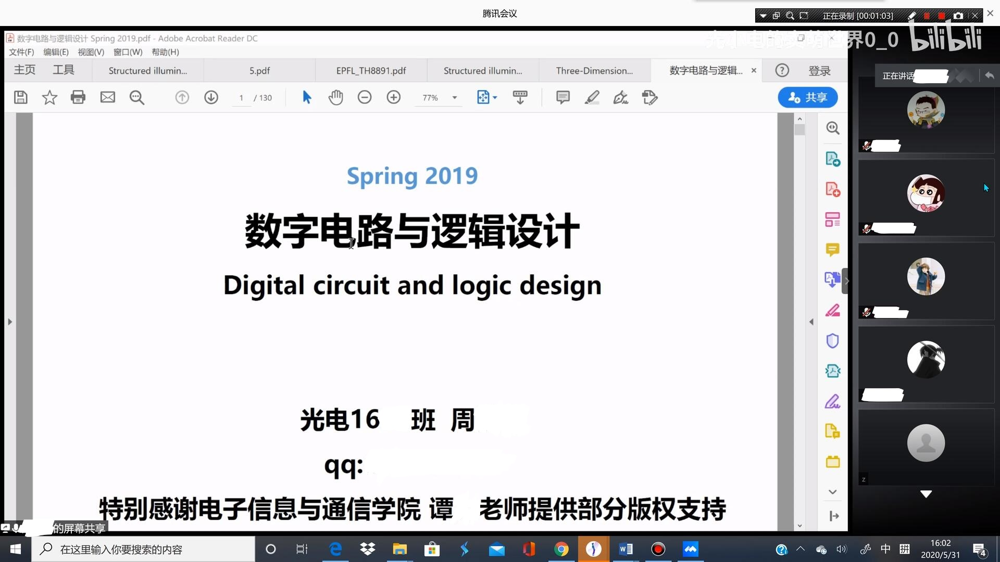 腾讯会议
正在录制 [00:01:03]
数字电路与逻辑设计 Spring 2019.pdf - Adobe Acrobat Reader DC
界0_0 bilibili
文件(F) 编辑(E) 视图(V) 窗口(W) 帮助(H)
主页 工具 Structured illumin... 5.pdf EPFL_TH8891.pdf Structured illumin... Three-Dimension... 数字电路与逻辑... 登录
正在讲话
1 / 130 77% 共享
Spring 2019
数字电路与逻辑设计
Digital circuit and logic design
光电16 班 周
qq:
特别感谢电子信息与通信学院 谭 老师提供部分版权支持
z
的屏幕共享
在这里输入你要搜索的内容
中 拼
16:02
2020/5/31
4